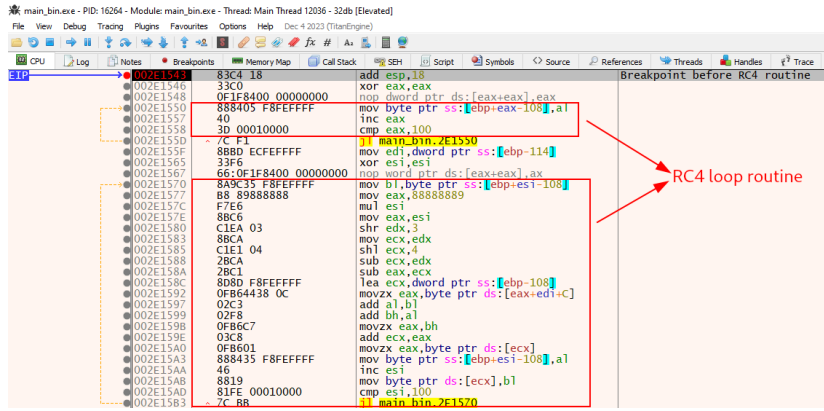 main_bin.exe - PID: 16264 - Module: main_bin.exe - Thread: Main Thread 12036 - 32db [Elevated]
File View Debug Tracing Plugins Favourites Options Help Dec 4 2023 (TitanEngine)
CPU Log Notes Breakpoints Memory Map Call Stack SEH Script Symbols Source References Threads Handles Trace
EIP 002E1543 83C4 18 add esp,18 Breakpoint before RC4 routine
002E1546 33C0 xor eax,eax
002E1548 0F1F8400 00000000 nop dword ptr ds:[eax+eax],eax
002E1550 888405 F8FEFFFF mov byte ptr ss:[ebp+eax-108],al
002E1557 40 inc eax
002E1558 3D 00010000 cmp eax,100
002E155D 7C F1 jl main_bin.2E1550
002E155F 8BBD ECFEFFFF mov edi,dword ptr ss:[ebp-114]
002E1565 33F6 xor esi,esi
002E1567 66:0F1F8400 00000000 nop word ptr ds:[eax+eax],ax
002E1570 8A9C35 F8FEFFFF mov bl,byte ptr ss:[ebp+esi-108]
002E1577 B8 89888888 mov eax,88888889
002E157C F7E6 mul esi
002E157E 8BC6 mov eax,esi
002E1580 C1EA 03 shr edx,3
002E1583 8BCA mov ecx,edx
002E1585 C1E1 04 shl ecx,4
002E1588 2BCA sub ecx,edx
002E158A 2BC1 sub eax,ecx
002E158C 8D8D F8FEFFFF lea ecx,dword ptr ss:[ebp-108]
002E1592 0FB64438 0C movzx eax,byte ptr ds:[eax+edi+C]
002E1597 02C3 add al,bl
002E1599 02F8 add bh,al
002E159B 0FB6C7 movzx eax,bh
002E159E 03C8 add ecx,eax
002E15A0 0FB601 movzx eax,byte ptr ds:[ecx]
002E15A3 888435 F8FEFFFF mov byte ptr ss:[ebp+esi-108],al
002E15AA 46 inc esi
002E15AB 8819 mov byte ptr ds:[ecx],bl
002E15AD 81FE 00010000 cmp esi,100
002E15B3 7C BB jl main_bin.2E1570
RC4 loop routine